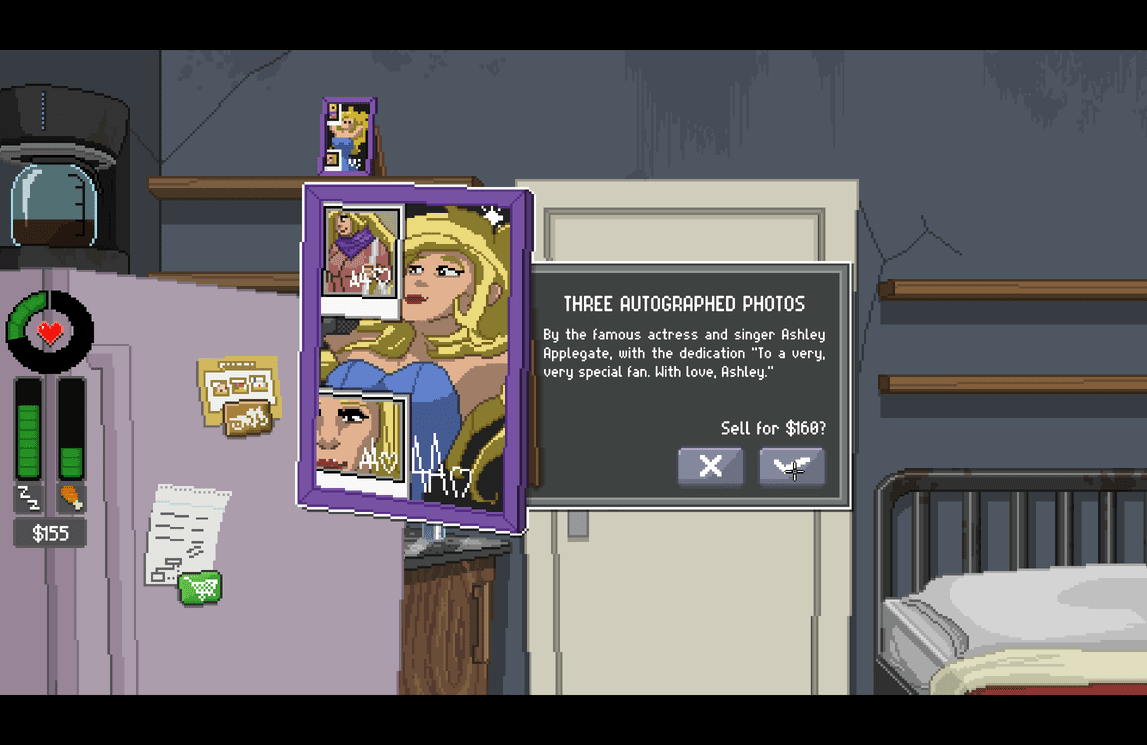 THREE AUTOGRAPHED PHOTOS
By the famous actress and singer Ashley
Applegate, with the dedication "To a very,
very special fan. With love, Ashley."
Sell for $160?
$155